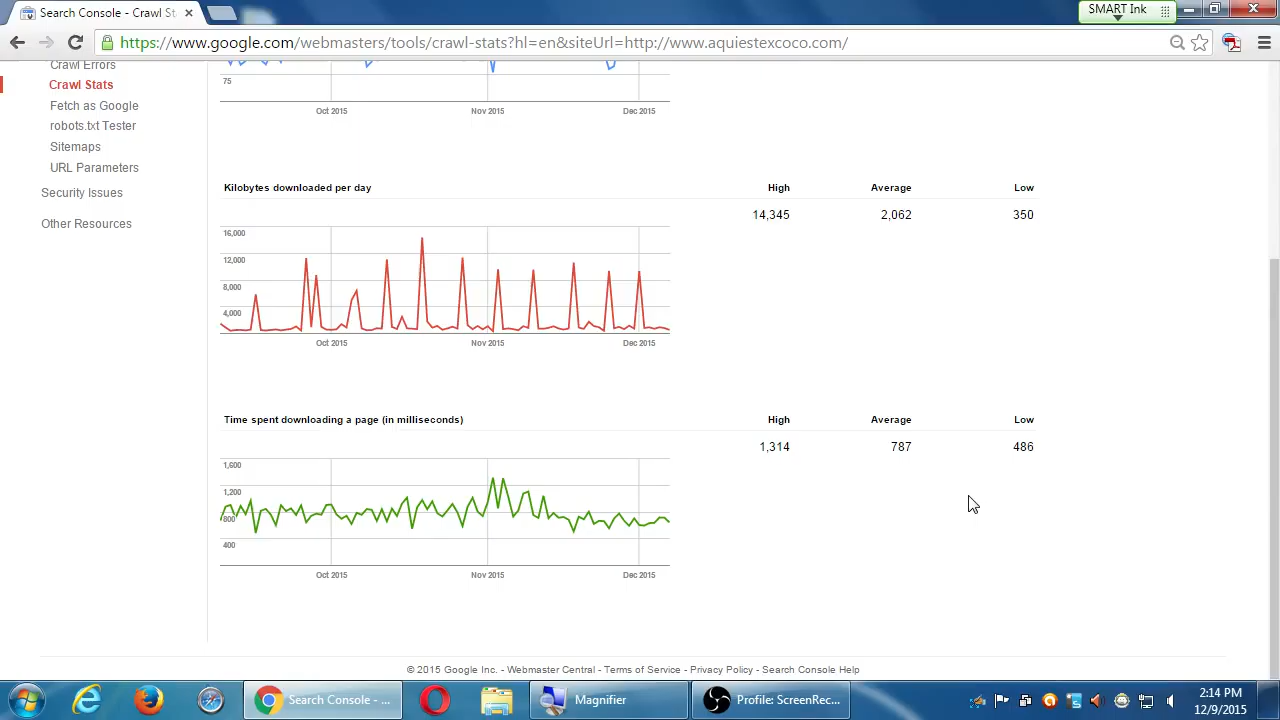 Search Console - Crawl St
SMART Ink
https://www.google.com/webmasters/tools/crawl-stats?hl=en&siteUrl=http://www.aquiestexcoco.com/
Crawl Errors
Crawl Stats
Fetch as Google
robots.txt Tester
Sitemaps
URL Parameters
Security Issues
Other Resources
75
Oct 2015 Nov 2015 Dec 2015
Kilobytes downloaded per day High Average Low
14,345 2,062 350
16,000
12,000
8,000
4,000
Oct 2015 Nov 2015 Dec 2015
Time spent downloading a page (in milliseconds) High Average Low
1,314 787 486
1,600
1,200
800
400
Oct 2015 Nov 2015 Dec 2015
© 2015 Google Inc. - Webmaster Central - Terms of Service - Privacy Policy - Search Console Help
Search Console - ... Magnifier Profile: ScreenRec...
2:14 PM
12/9/2015